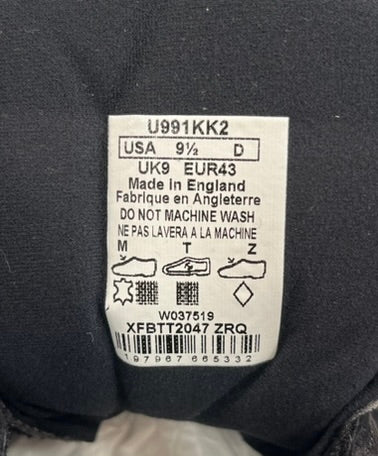 U991KK2
USA 9½ D
UK9 EUR43
Made in England
Fabrique en Angleterre
DO NOT MACHINE WASH
NE PAS LAVERA A LA MACHINE
M T Z
W037519
XFBTT2047 ZRQ
197967665332